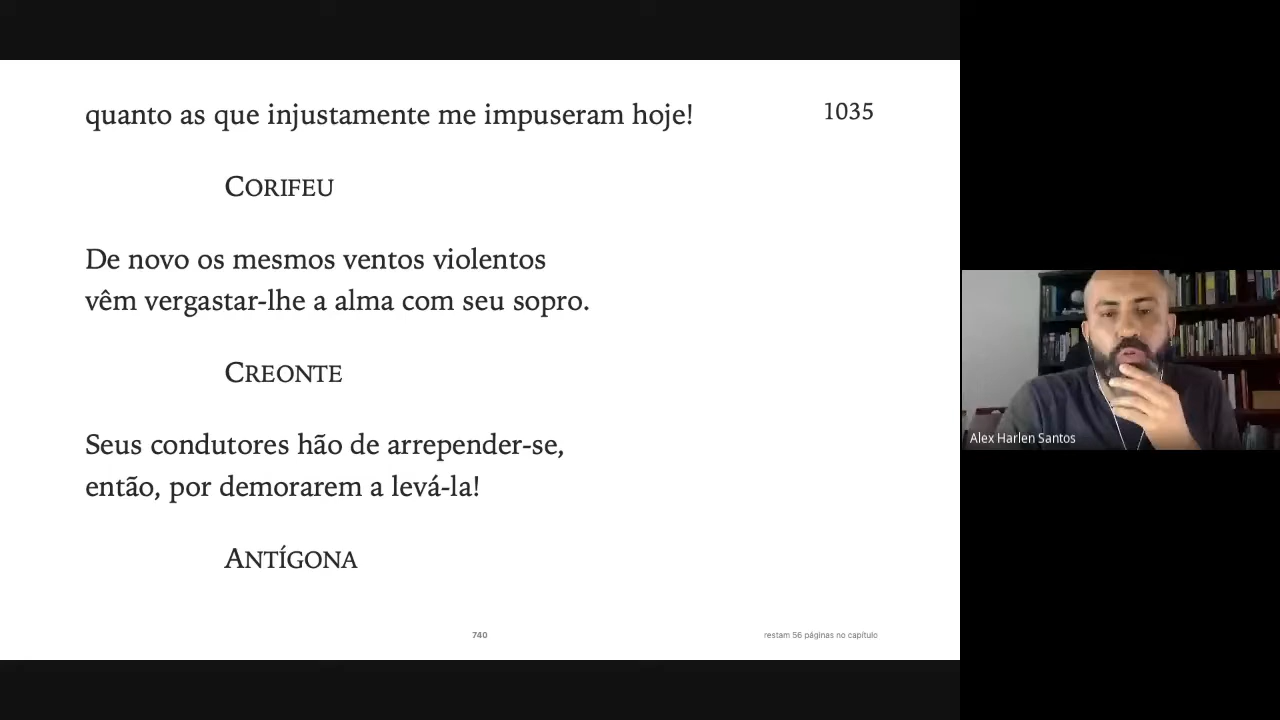 quanto as que injustamente me impuseram hoje! 1035
CORIFEU
De novo os mesmos ventos violentos
vêm vergastar-lhe a alma com seu sopro.
CREONTE
Seus condutores hão de arrepender-se,
então, por demorarem a levá-la!
ANTÍGONA
740 restam 56 páginas no capítulo
Alex Harlen Santos